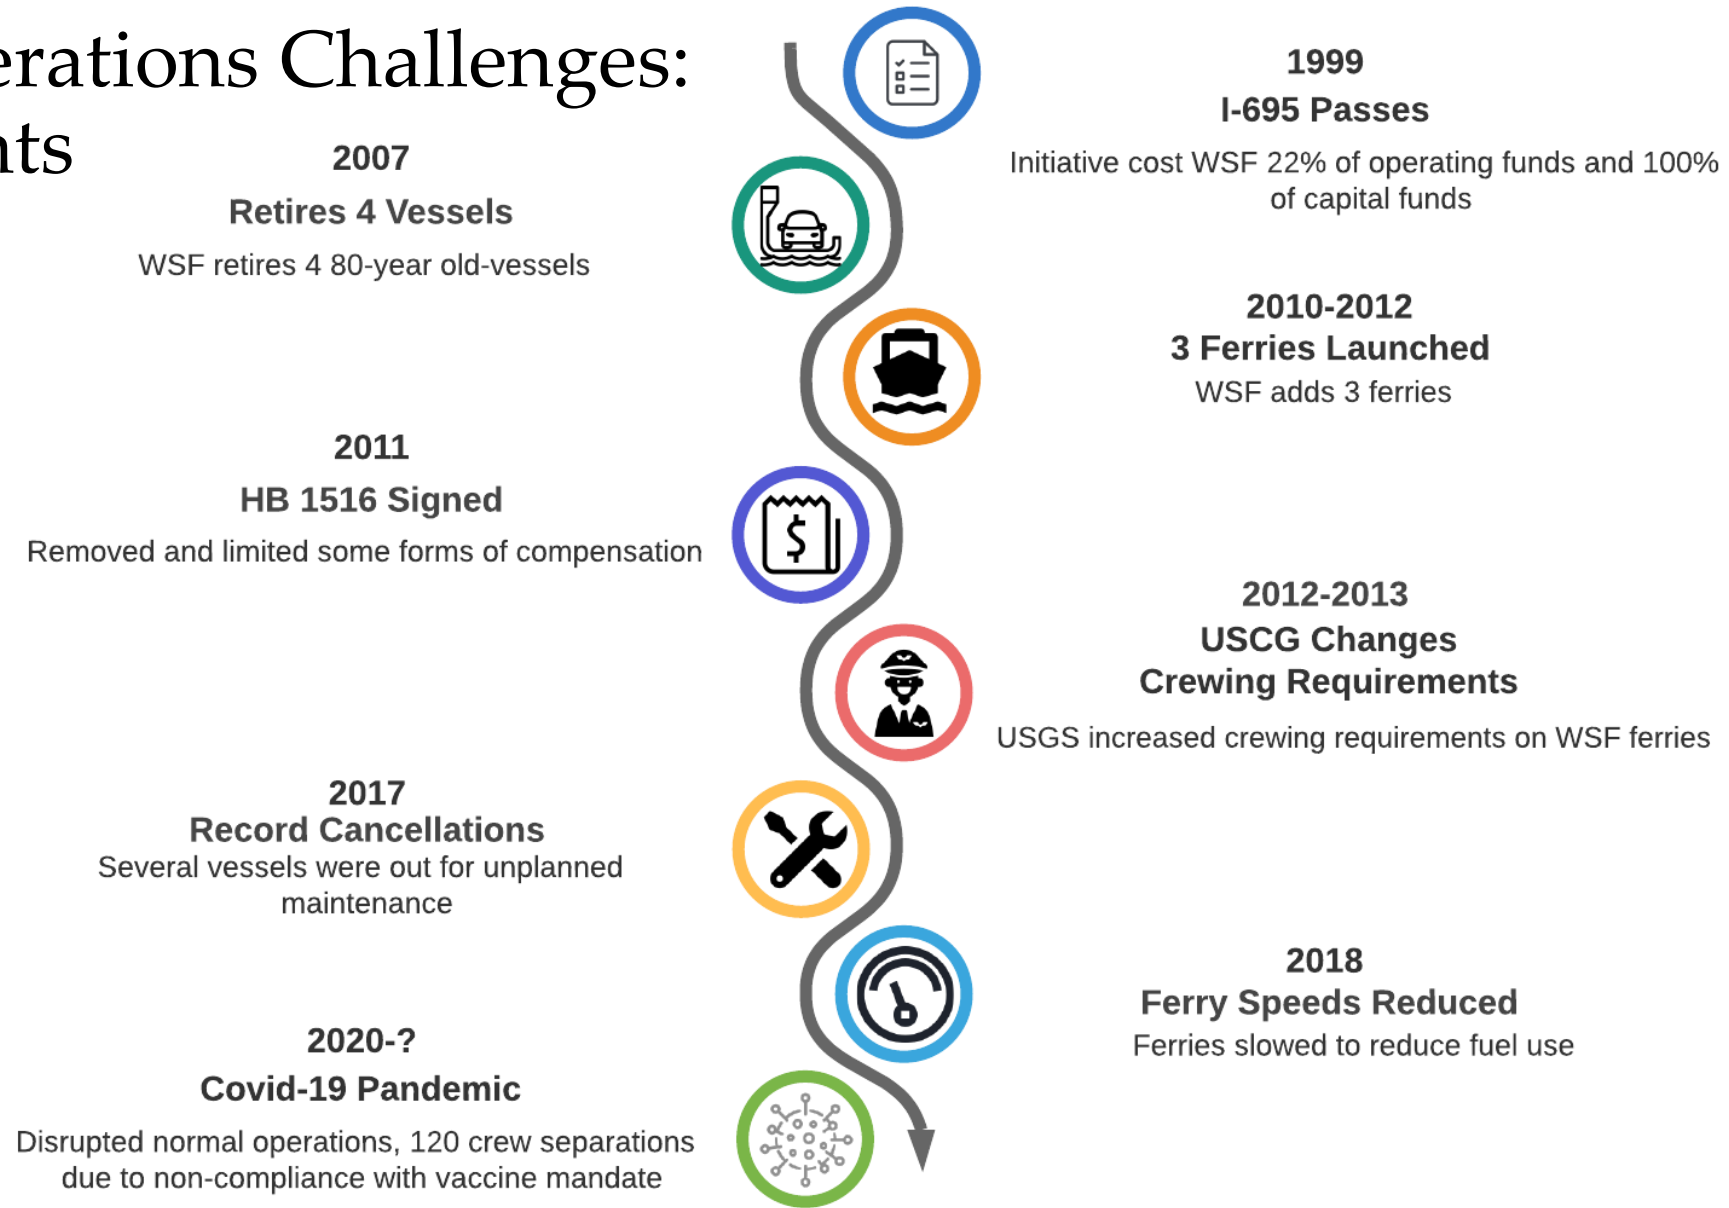 erations Challenges:
nts
1999
I-695 Passes
Initiative cost WSF 22% of operating funds and 100%
of capital funds
2007
Retires 4 Vessels
WSF retires 4 80-year old-vessels
2010-2012
3 Ferries Launched
WSF adds 3 ferries
2011
HB 1516 Signed
Removed and limited some forms of compensation
2012-2013
USCG Changes
Crewing Requirements
USGS increased crewing requirements on WSF ferries
2017
Record Cancellations
Several vessels were out for unplanned
maintenance
2018
Ferry Speeds Reduced
Ferries slowed to reduce fuel use
2020-?
Covid-19 Pandemic
Disrupted normal operations, 120 crew separations
due to non-compliance with vaccine mandate